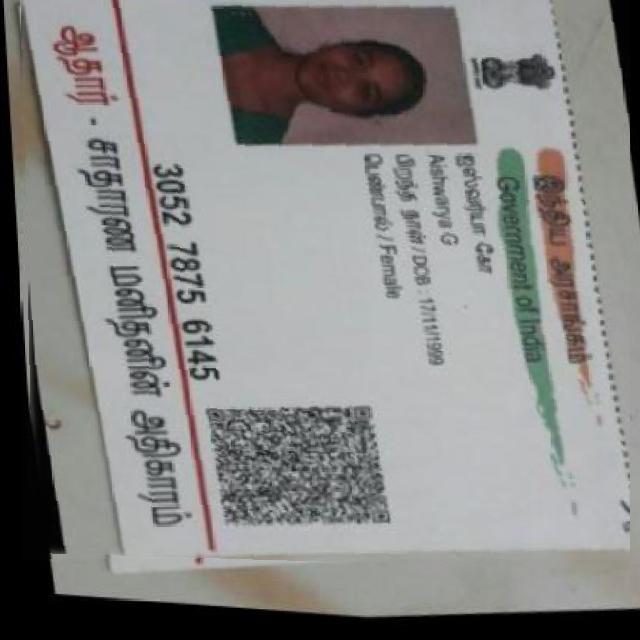 இந்திய அரசாங்கம்
Government of India
ஐஸ்வர்யா
Aishwarya G
பிறந்த நாள் / DOB : 17/11/1999
பெண்பால் / Female
3052 7875 6145
ஆதார் - சாதாரண மனிதனின் அதிகாரம்